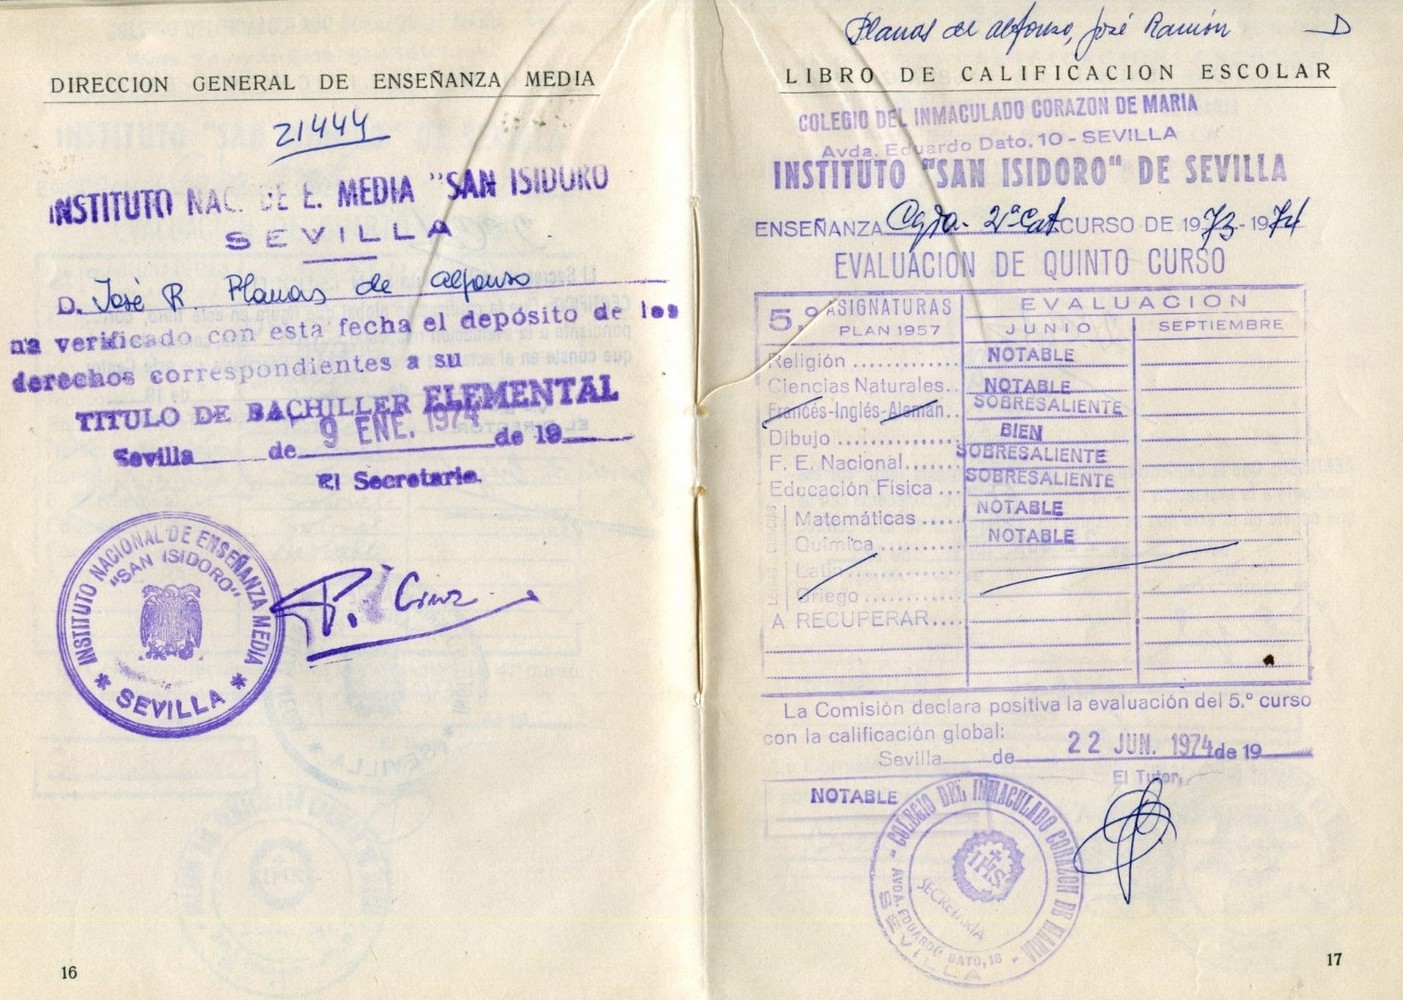 DIRECCION GENERAL DE ENSEÑANZA MEDIA
21444
INSTITUTO NAC. DE E. MEDIA "SAN ISIDORO
SEVILLA
D. José R Planas de Alfonso
ha verificado con esta fecha el depósito de los
derechos correspondientes a su
TITULO DE BACHILLER ELEMENTAL
Sevilla de 9 ENE. 1974 de 19
El Secretario.
INSTITUTO NACIONAL DE ENSEÑANZA MEDIA
"SAN ISIDORO"
* SEVILLA *
16
Planas de Alfonso, José Ramón D
LIBRO DE CALIFICACION ESCOLAR
COLEGIO DEL INMACULADO CORAZON DE MARIA
Avda. Eduardo Dato, 10 - SEVILLA
INSTITUTO "SAN ISIDORO" DE SEVILLA
ENSEÑANZA Cgda. 2ª Cat. CURSO DE 1973-1974
EVALUACION DE QUINTO CURSO
5.º ASIGNATURAS EVALUACION
PLAN 1957 JUNIO SEPTIEMBRE
Religión ............ NOTABLE
Ciencias Naturales.. NOTABLE
Francés-Inglés-Alemán.. SOBRESALIENTE
Dibujo ............. BIEN
F. E. Nacional....... SOBRESALIENTE
Educación Física ... SOBRESALIENTE
Matemáticas ..... NOTABLE
Química.......... NOTABLE
Latín
Griego
A RECUPERAR....
La Comisión declara positiva la evaluación del 5.º curso
con la calificación global:
Sevilla de 22 JUN. 1974 de 19
El Tutor,
NOTABLE
COLEGIO DEL INMACULADO CORAZON DE MARIA
IHS
SECRETARÍA
AVDA. EDUARDO DATO, 10
SEVILLA
17